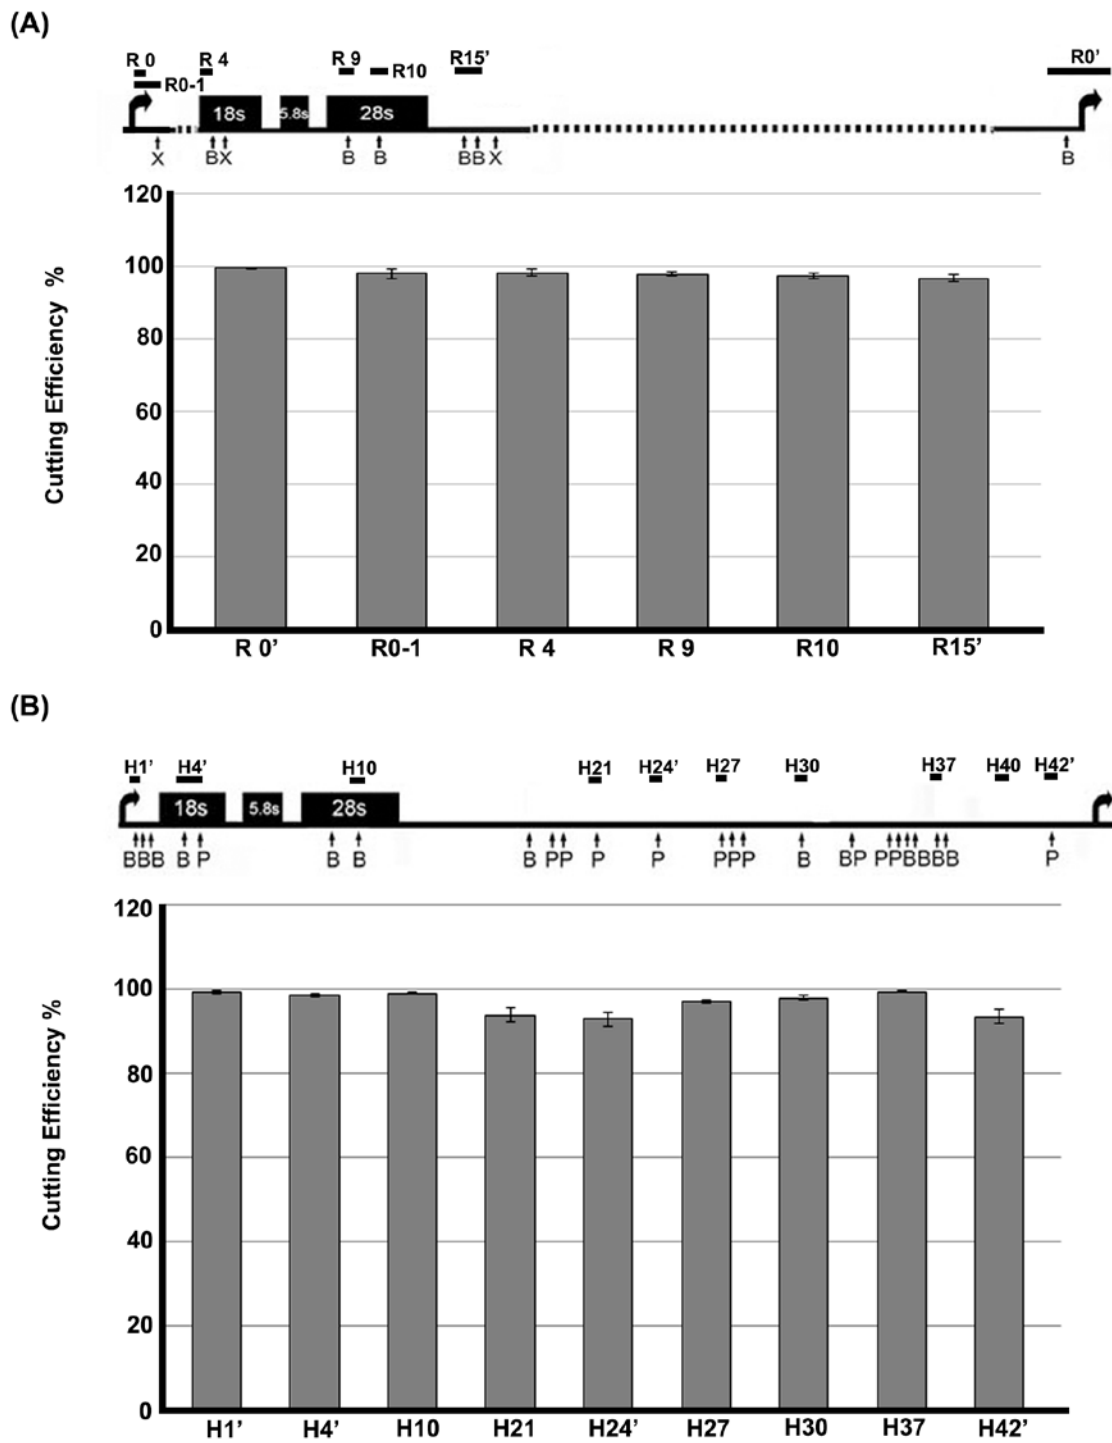 (A)
R 0 R 4 R 9 R15’ R0’
R0-1 R10
18s 5.8s 28s
X BX B B BB X B
120
100
80
60
40
20
0
Cutting Efficiency %
R 0’ R0-1 R 4 R 9 R10 R15’
(B)
H1’ H4’ H10 H21 H24’ H27 H30 H37 H40 H42’
18s 5.8s 28s
BBB B P B B B PP P P PPP B BP PPBBBB P
120
100
80
60
40
20
0
Cutting Efficiency %
H1’ H4’ H10 H21 H24’ H27 H30 H37 H42’